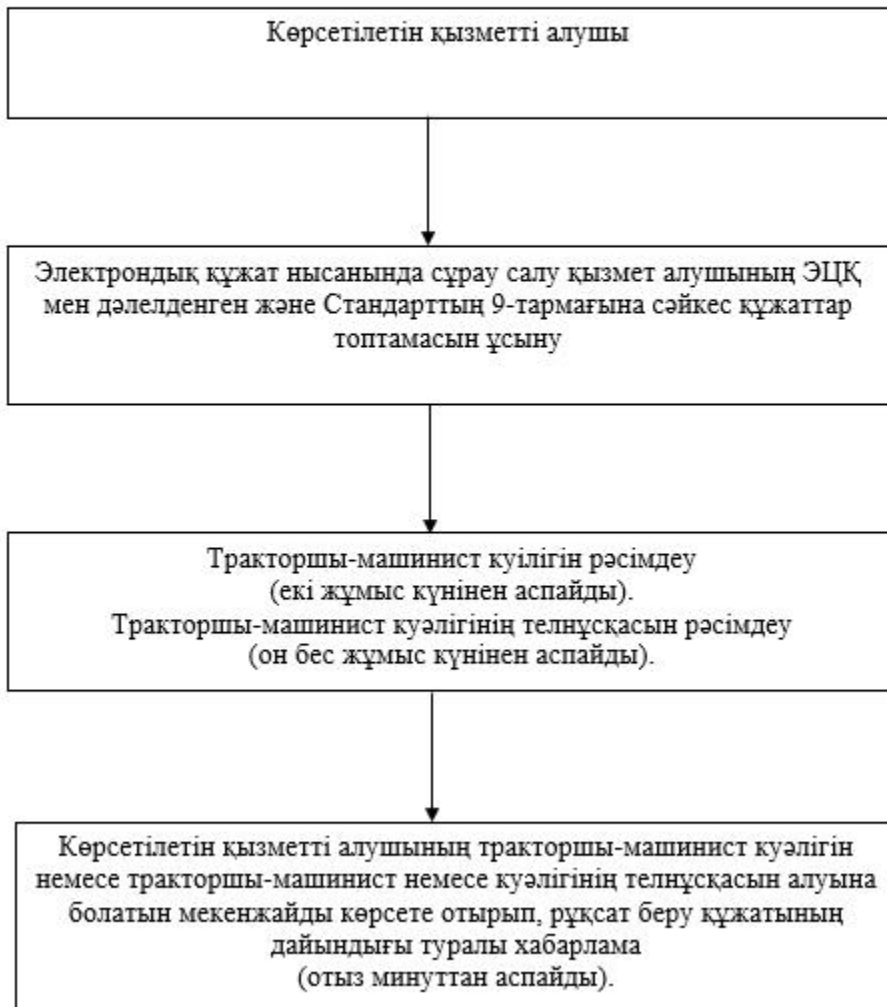 Көрсетілетін қызметті алушы
Электрондық құжат нысанында сұрау салу қызмет алушының ЭЦҚ
мен дәлелденген және Стандарттың 9-тармағына сәйкес құжаттар
топтамасын ұсыну
Тракторшы-машинист куілігін рәсімдеу
(екі жұмыс күнінен аспайды).
Тракторшы-машинист куәлігінің телнұсқасын рәсімдеу
(он бес жұмыс күнінен аспайды).
Көрсетілетін қызметті алушының тракторшы-машинист куәлігін
немесе тракторшы-машинист немесе куәлігінің телнұсқасын алуына
болатын мекенжайды көрсете отырып, рұқсат беру құжатының
дайындығы туралы хабарлама
(отыз минуттан аспайды).